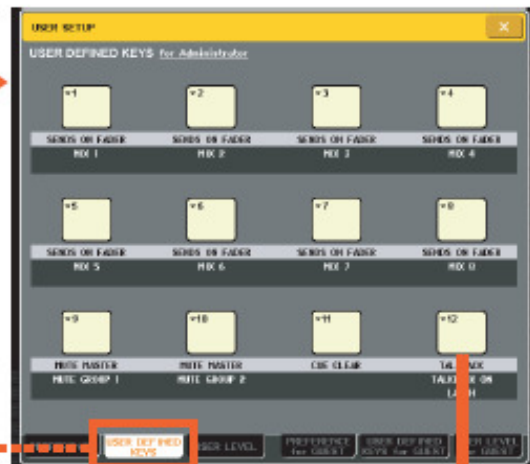 USER SETUP
USER DEFINED KEYS for Administrator
1 2 3 4
SENDS ON FADER SENDS ON FADER SENDS ON FADER SENDS ON FADER
MIX 1 MIX 2 MIX 3 MIX 4
5 6 7 8
SENDS ON FADER SENDS ON FADER SENDS ON FADER SENDS ON FADER
MIX 5 MIX 6 MIX 7 MIX 8
9 10 11 12
MUTE MASTER MUTE MASTER CUE CLEAR
MUTE GROUP 1 MUTE GROUP 2 ON
USER DEFINED USER LEVEL PREFERENCE USER DEFINED USER LEVEL
KEYS for GUEST KEYS for GUEST for GUEST